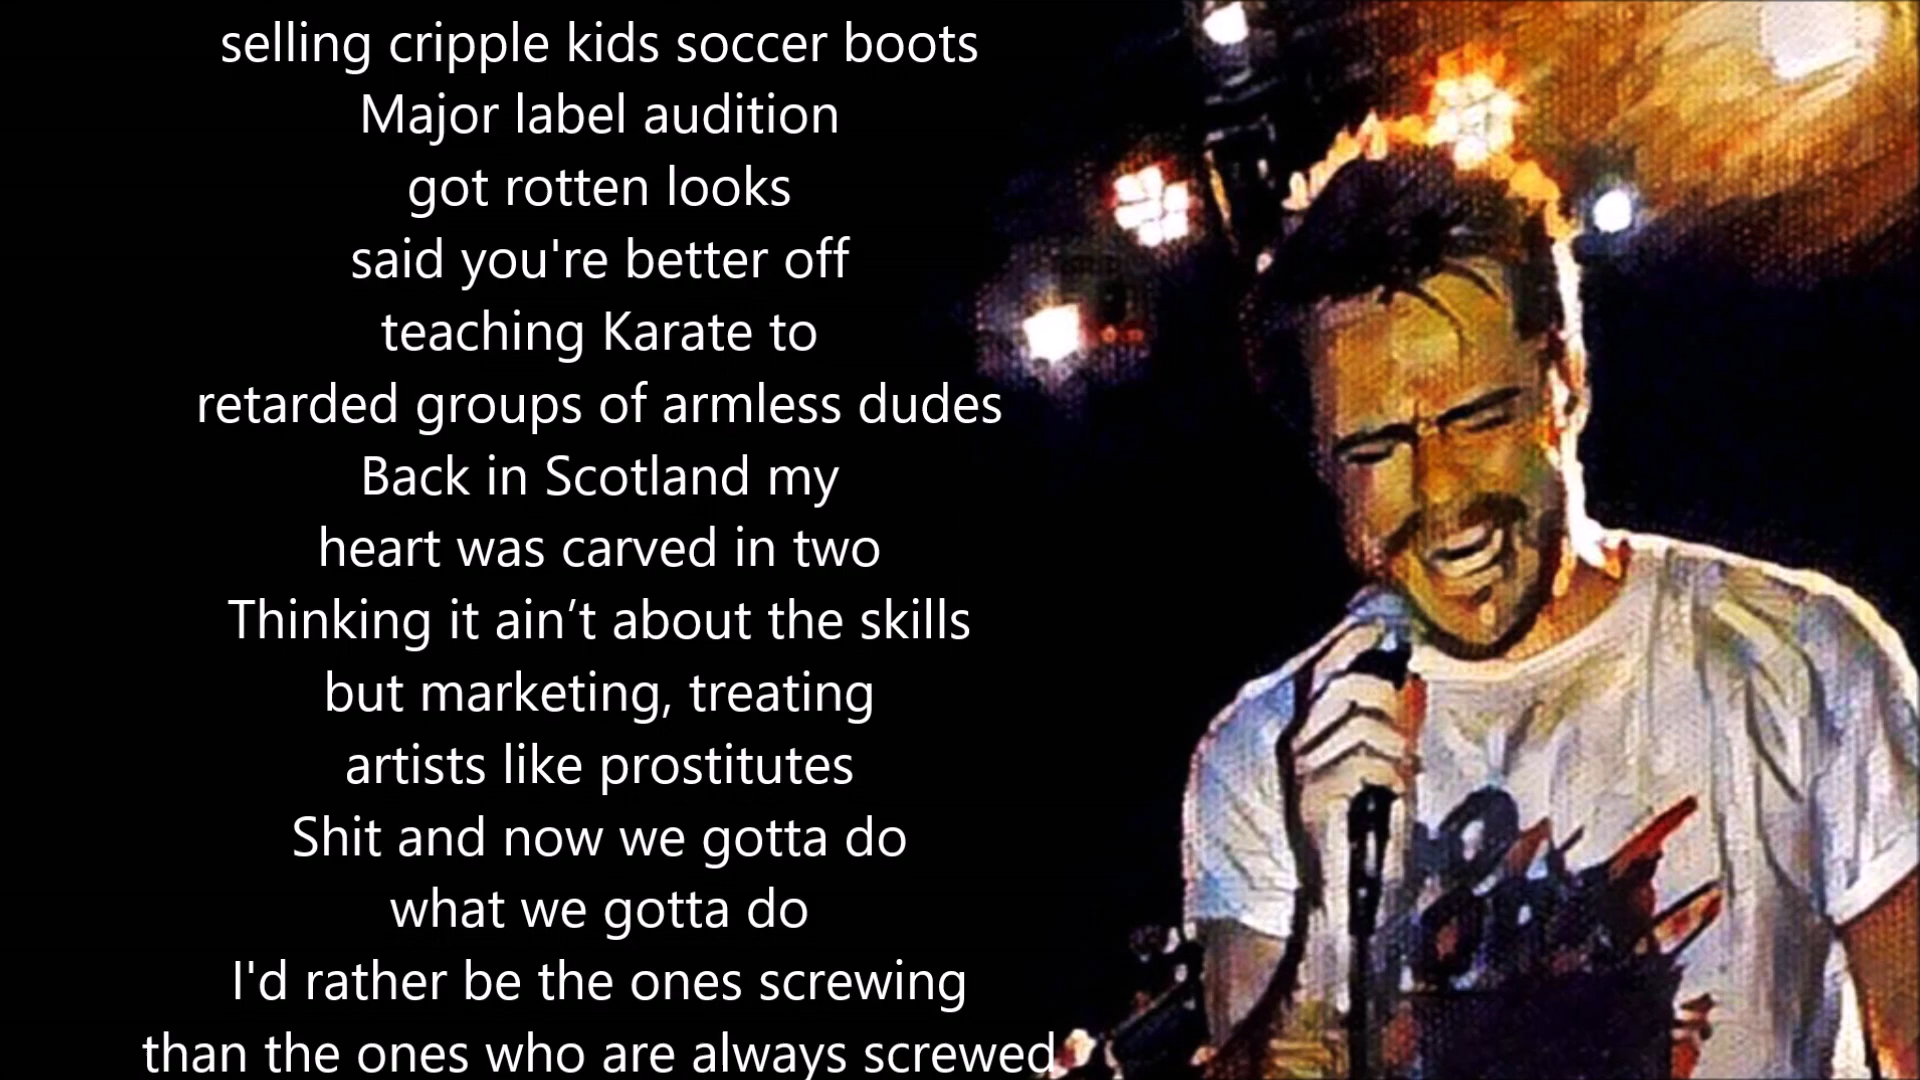 selling cripple kids soccer boots
Major label audition
got rotten looks
said you're better off
teaching Karate to
retarded groups of armless dudes
Back in Scotland my
heart was carved in two
Thinking it ain’t about the skills
but marketing, treating
artists like prostitutes
Shit and now we gotta do
what we gotta do
I'd rather be the ones screwing
than the ones who are always screwed